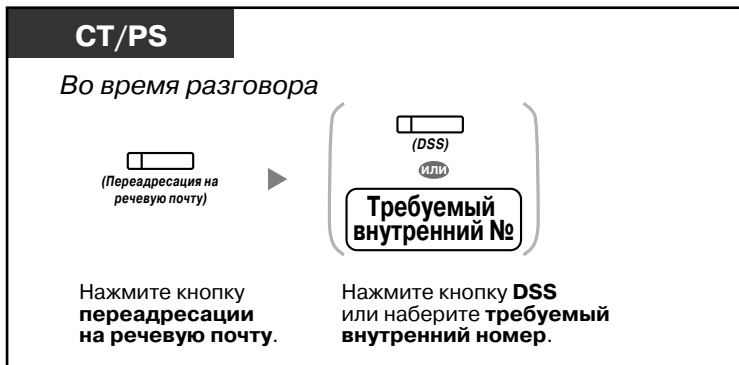 СТ/PS
Во время разговора
(Переадресация на
речевую почту)
(DSS)
или
Требуемый
внутренний №
Нажмите кнопку
переадресации
на речевую почту.
Нажмите кнопку DSS
или наберите требуемый
внутренний номер.